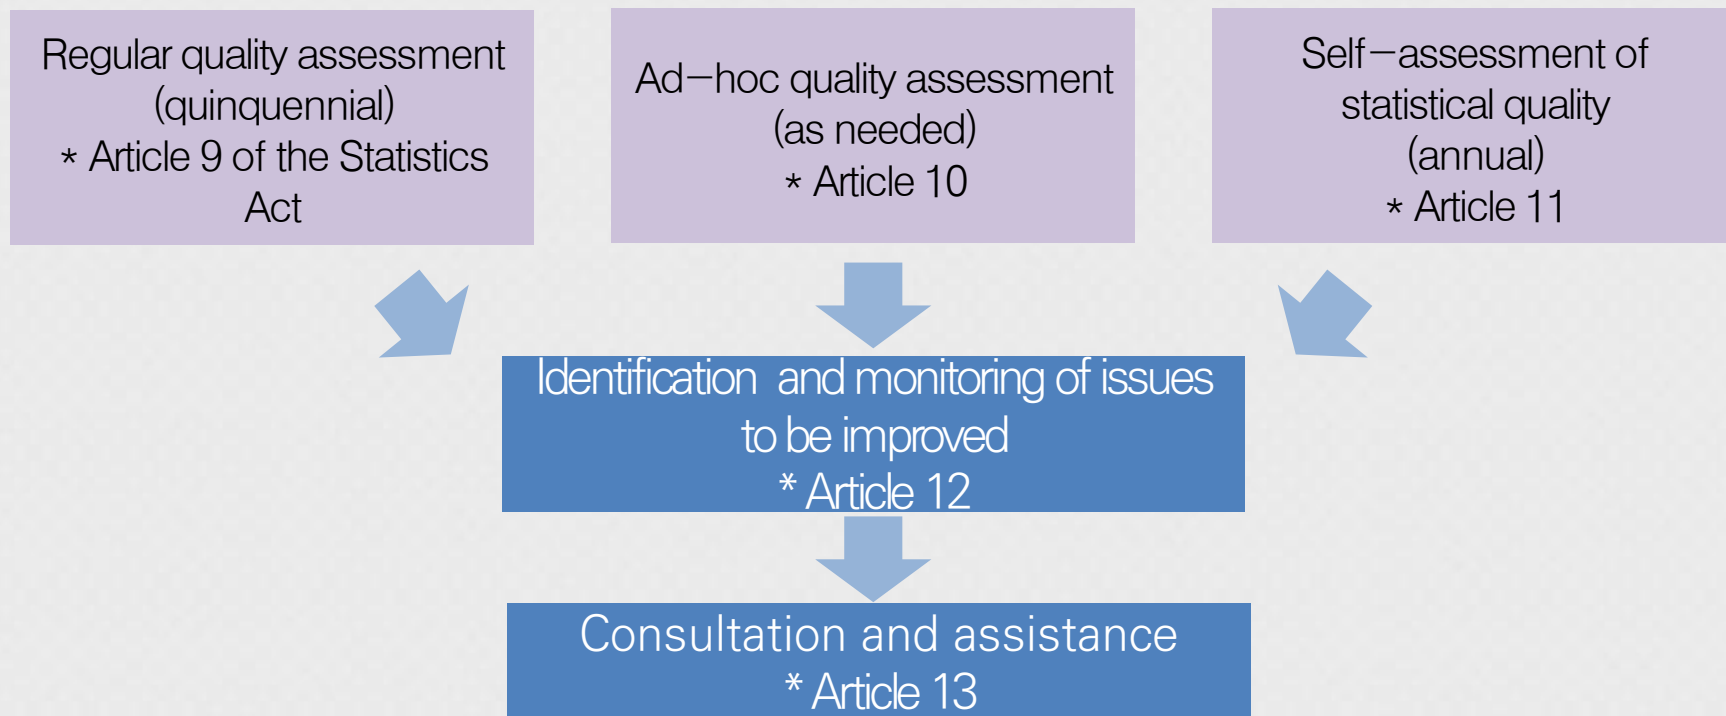 Regular quality assessment
(quinquennial)
* Article 9 of the Statistics
Act
Ad-hoc quality assessment
(as needed)
* Article 10
Self-assessment of
statistical quality
(annual)
* Article 11
Identification and monitoring of issues
to be improved
* Article 12
Consultation and assistance
* Article 13